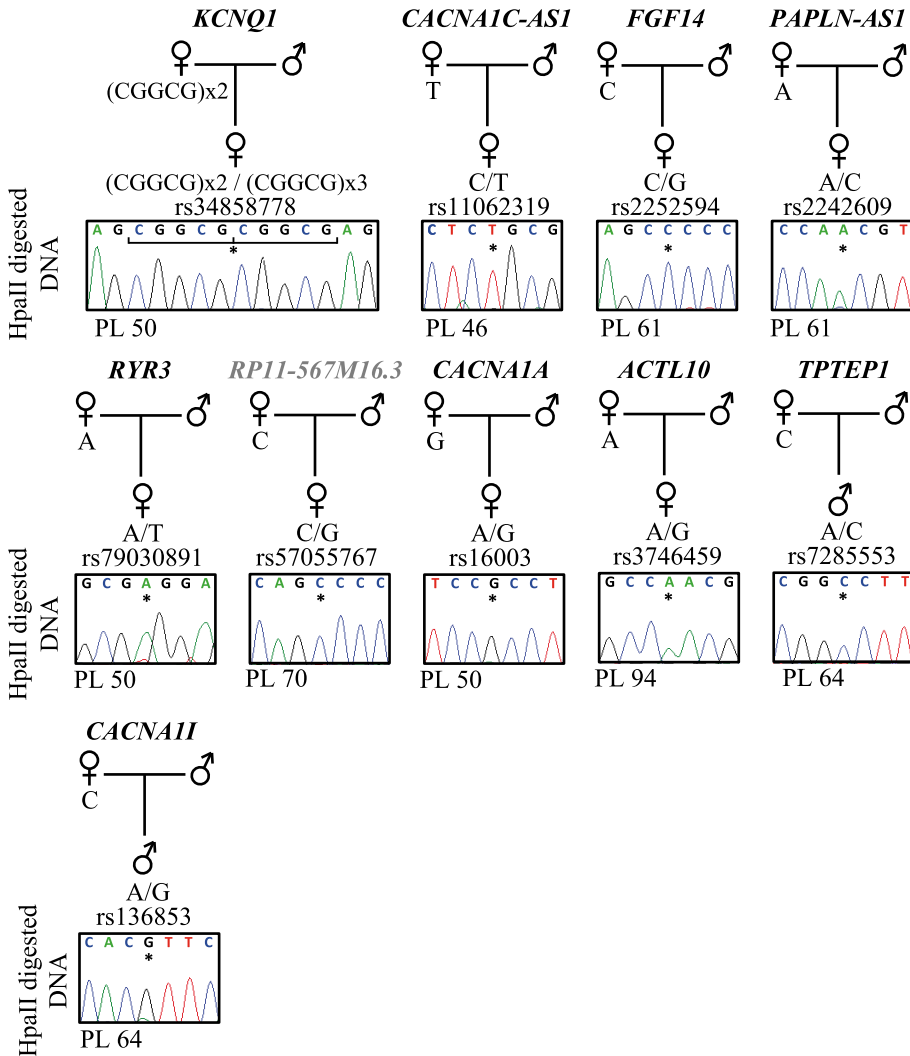 KCNQ1 CACNA1C-AS1 FGF14 PAPLN-AS1
(CGGCG)x2 T C A
(CGGCG)x2 / (CGGCG)x3 C/T C/G A/C
rs34858778 rs11062319 rs2252594 rs2242609
HpaII digested
DNA
A G C G G C G C G G C G A G C T C T G C G A G C C C C C C C A A C G T
* * * *
PL 50 PL 46 PL 61 PL 61
RYR3 RP11-567M16.3 CACNA1A ACTL10 TPTEP1
A C G A C
A/T C/G A/G A/G A/C
rs79030891 rs57055767 rs16003 rs3746459 rs7285553
HpaII digested
DNA
G C G A G G A C A G C C C C T C C G C C T G C C A A C G C G G C C T T
* * * * *
PL 50 PL 70 PL 50 PL 94 PL 64
CACNA1I
C
A/G
rs136853
HpaII digested
DNA
C A C G T T C
*
PL 64